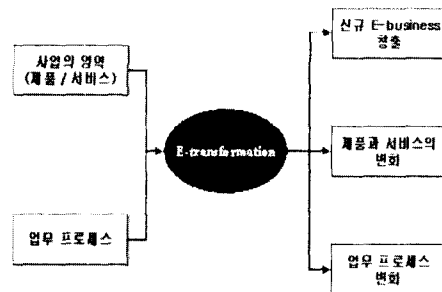 사업의 영역
(제품 / 서비스)
업무 프로세스
E-transformation
신규 E-business
창출
제품과 서비스의
변화
업무 프로세스
변화